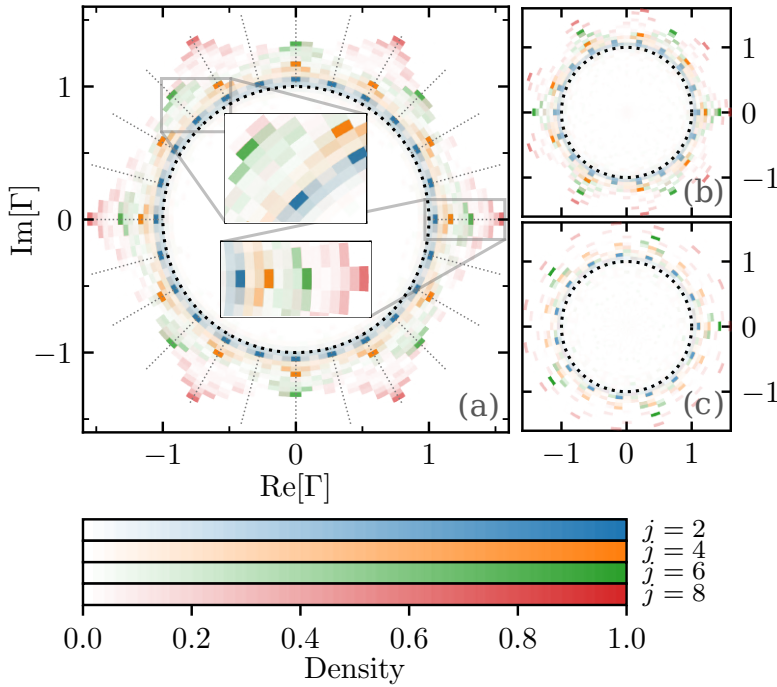 1
0
−1
Im[Γ]
−1
0
1
Re[Γ]
(a)
1
0
−1
(b)
1
0
−1
(c)
−1
0
1
j = 2
j = 4
j = 6
j = 8
0.0
0.2
0.4
0.6
0.8
1.0
Density